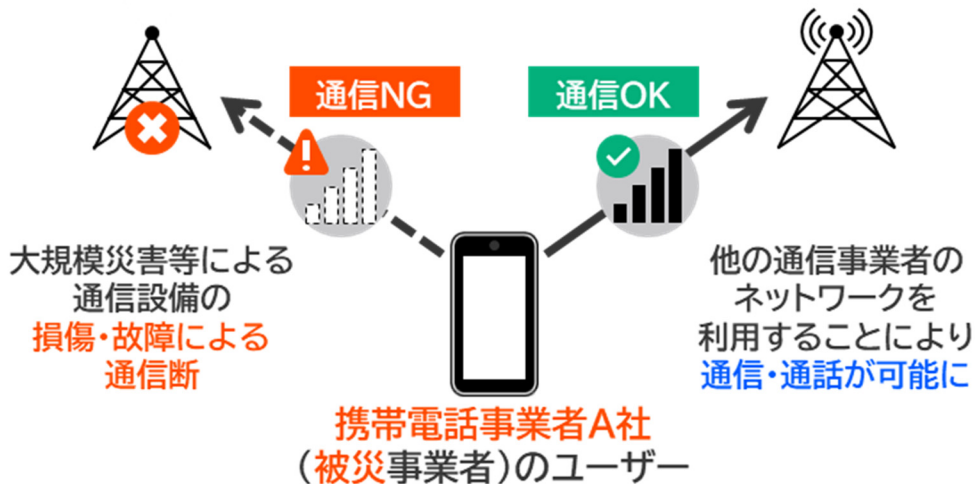 通信NG
通信OK
大規模災害等による
通信設備の
損傷・故障による
通信断
他の通信事業者の
ネットワークを
利用することにより
通信・通話が可能に
携帯電話事業者A社
（被災事業者）のユーザー